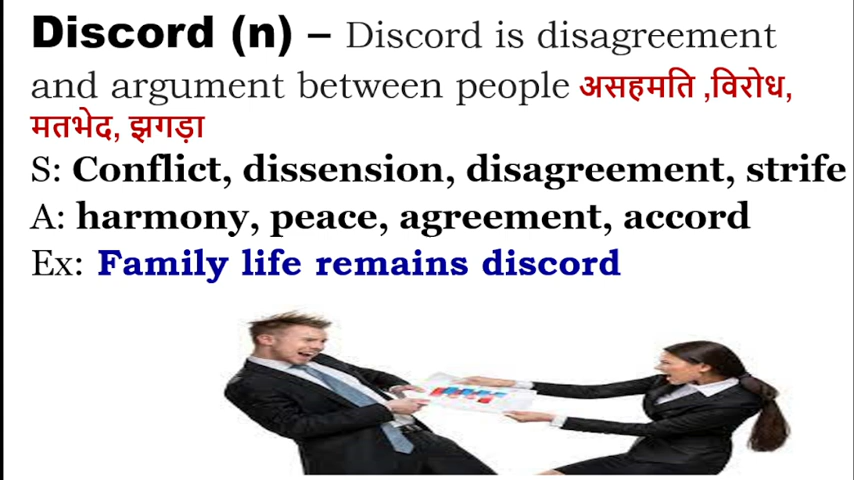 Discord (n) – Discord is disagreement
and argument between people असहमति ,विरोध,
मतभेद, झगड़ा
S: Conflict, dissension, disagreement, strife
A: harmony, peace, agreement, accord
Ex: Family life remains discord